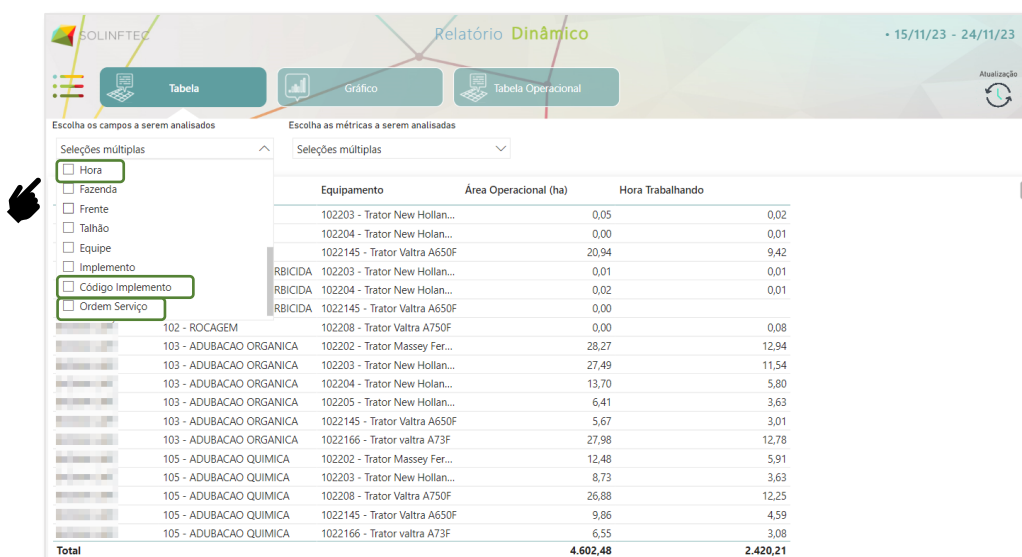 SOLINFTEC
Relatório Dinâmico
• 15/11/23 - 24/11/23
Tabela
Gráfico
Tabela Operacional
Atualização
Escolha os campos a serem analisados
Escolha as métricas a serem analisadas
Seleções múltiplas
Seleções múltiplas
Hora
Fazenda
Frente
Talhão
Equipe
Implemento
Código Implemento
Ordem Serviço
Equipamento Área Operacional (ha) Hora Trabalhando
102203 - Trator New Hollan... 0,05 0,02
102204 - Trator New Holan... 0,00 0,01
1022145 - Trator Valtra A650F 20,94 9,42
RBICIDA 102203 - Trator New Hollan... 0,01 0,01
RBICIDA 102204 - Trator New Holan... 0,02 0,01
RBICIDA 1022145 - Trator Valtra A650F 0,00
102 - ROCAGEM 102208 - Trator Valtra A750F 0,00 0,08
103 - ADUBACAO ORGANICA 102202 - Trator Massey Fer... 28,27 12,94
103 - ADUBACAO ORGANICA 102203 - Trator New Hollan... 27,49 11,54
103 - ADUBACAO ORGANICA 102204 - Trator New Hollan... 13,70 5,80
103 - ADUBACAO ORGANICA 102205 - Trator New Hollan... 6,41 3,63
103 - ADUBACAO ORGANICA 1022145 - Trator Valtra A650F 5,67 3,01
103 - ADUBACAO ORGANICA 1022166 - Trator valtra A73F 27,98 12,78
105 - ADUBACAO QUIMICA 102202 - Trator Massey Fer... 12,48 5,91
105 - ADUBACAO QUIMICA 102203 - Trator New Hollan... 8,73 3,63
105 - ADUBACAO QUIMICA 102208 - Trator Valtra A750F 26,88 12,25
105 - ADUBACAO QUIMICA 1022145 - Trator Valtra A650F 9,86 4,59
105 - ADUBACAO QUIMICA 1022166 - Trator valtra A73F 6,55 3,08
Total 4.602,48 2.420,21